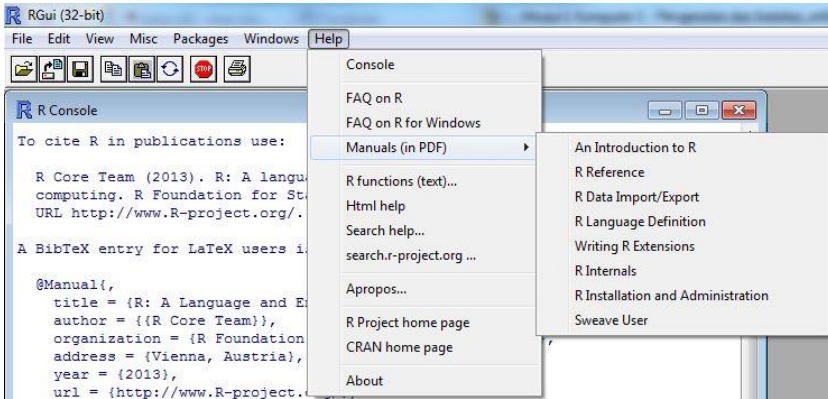 RGui (32-bit)
File Edit View Misc Packages Windows Help
STOP
R Console
To cite R in publications use:
R Core Team (2013). R: A langu
computing. R Foundation for St
URL http://www.R-project.org/.
A BibTeX entry for LaTeX users i
@Manual{,
title = {R: A Language and E
author = {{R Core Team}},
organization = {R Foundation
address = {Vienna, Austria},
year = {2013},
url = {http://www.R-project.
Console
FAQ on R
FAQ on R for Windows
Manuals (in PDF)
R functions (text)...
Html help
Search help...
search.r-project.org ...
Apropos...
R Project home page
CRAN home page
About
An Introduction to R
R Reference
R Data Import/Export
R Language Definition
Writing R Extensions
R Internals
R Installation and Administration
Sweave User